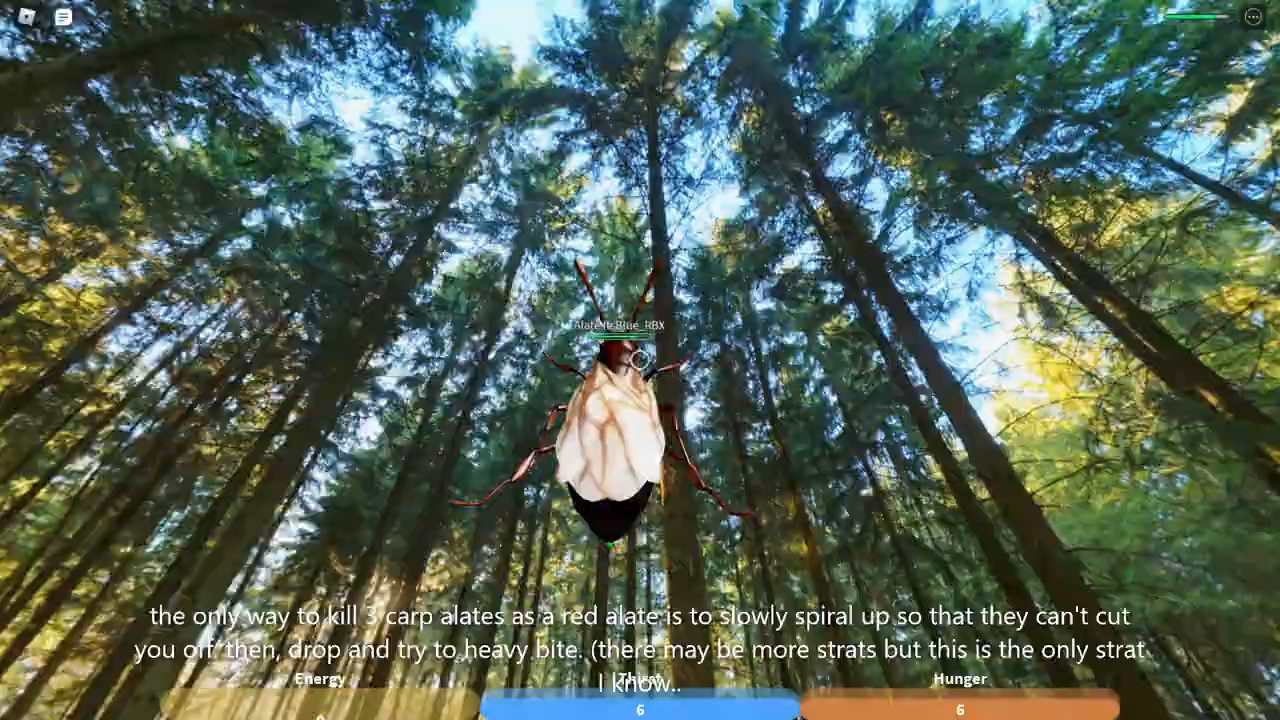 the only way to kill 3 carp alates as a red alate is to slowly spiral up so that they can't cut
you off. then, drop and try to heavy bite. (there may be more strats but this is the only strat
I know..
Energy
Thirst
Hunger
6
6